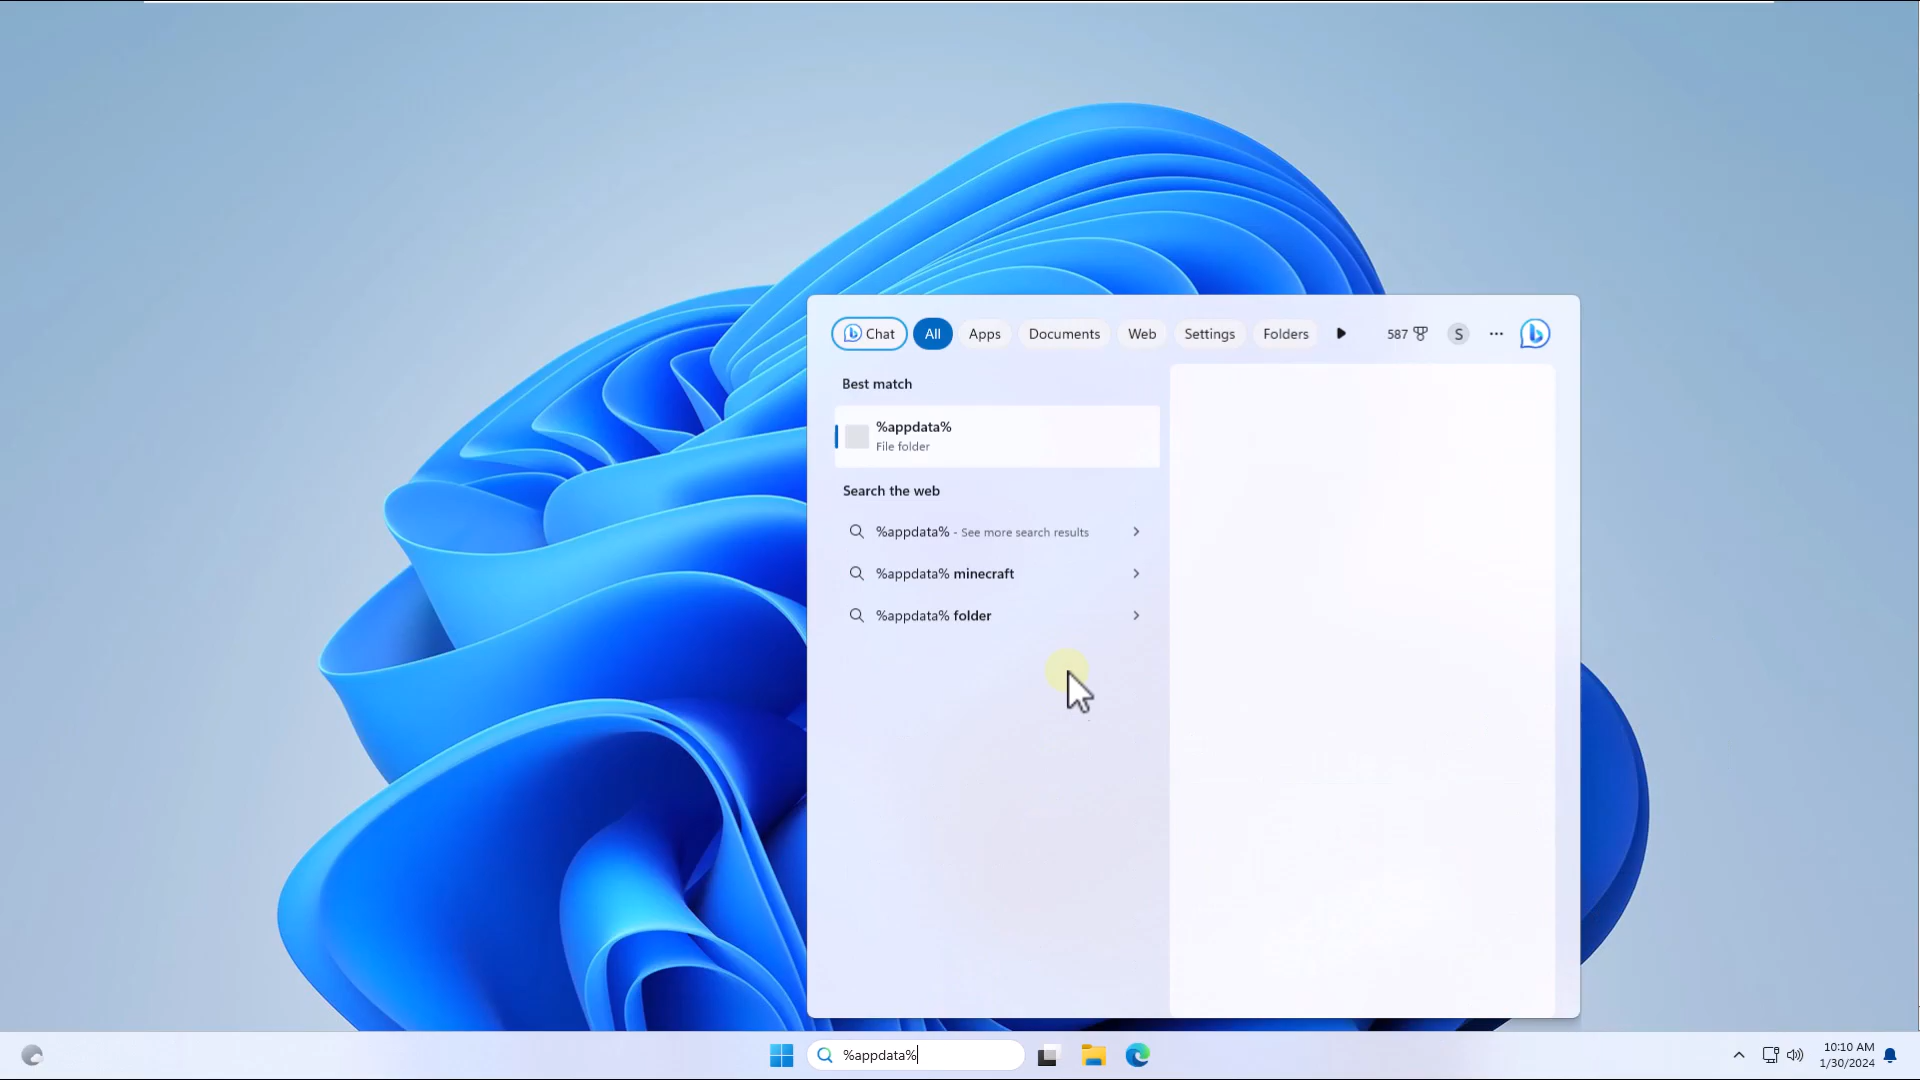 Chat
All
Apps
Documents
Web
Settings
Folders
587
S
Best match
%appdata%
File folder
Search the web
%appdata% - See more search results
%appdata% minecraft
%appdata% folder
%appdata%
10:10 AM
1/30/2024